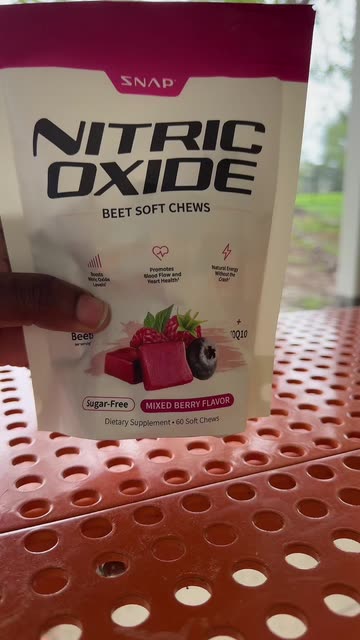 SNAP
NITRIC
OXIDE
BEET SOFT CHEWS
Boosts
Nitric Oxide
Levels†
Promotes
Blood Flow and
Heart Health†
Natural Energy
Without the
Crash†
Beet
+
Q10
Sugar-Free
MIXED BERRY FLAVOR
Dietary Supplement • 60 Soft Chews